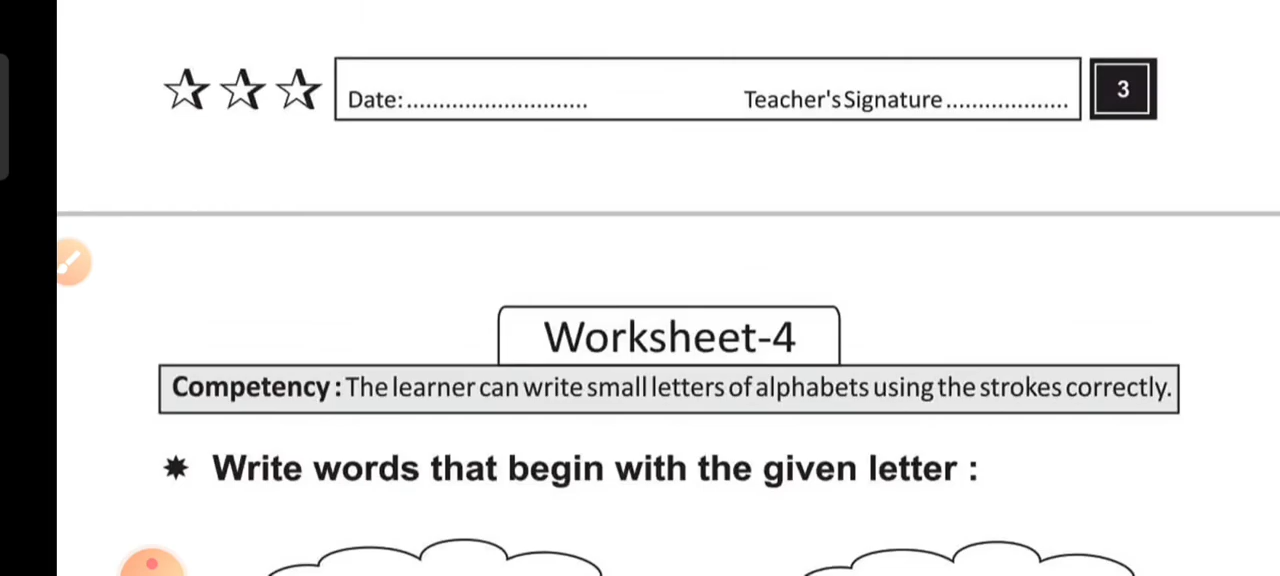 Date:............................ Teacher's Signature................... 3
Worksheet-4
Competency : The learner can write small letters of alphabets using the strokes correctly.
Write words that begin with the given letter :